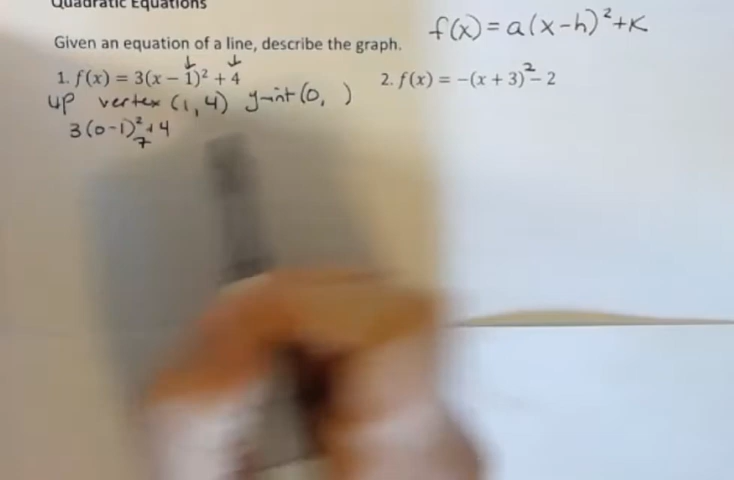 Quadratic Equations
f(x) = a(x-h)²+K
Given an equation of a line, describe the graph.
1. f(x) = 3(x − 1)² + 4
2. f(x) = −(x + 3)² − 2
up vertex (1, 4) y-int (0, )
3(0-1)²+4
7